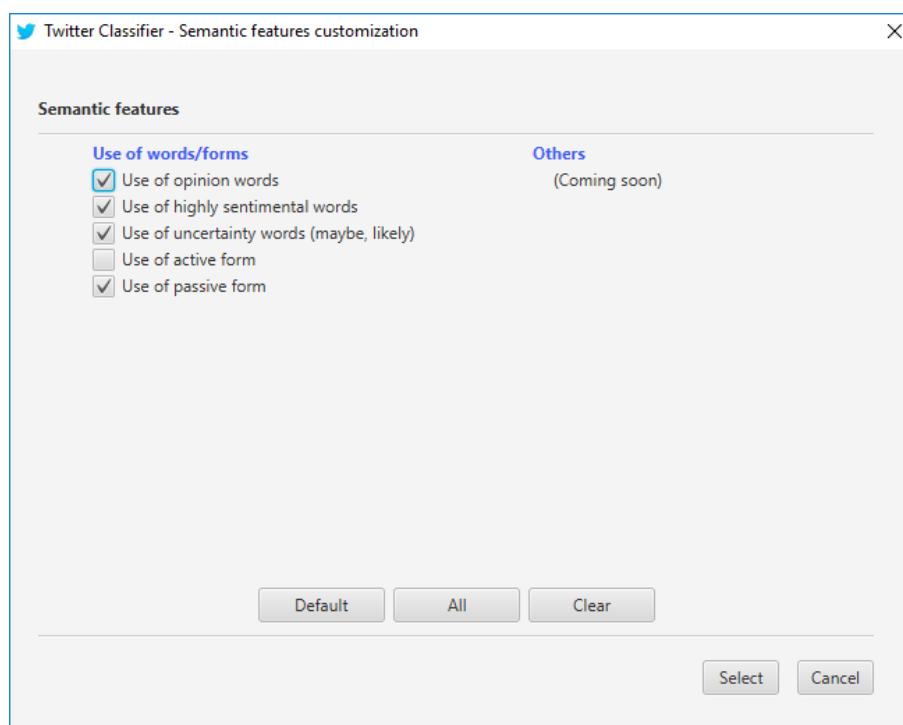 Twitter Classifier - Semantic features customization
Semantic features
Use of words/forms
Use of opinion words
Use of highly sentimental words
Use of uncertainty words (maybe, likely)
Use of active form
Use of passive form
Others
(Coming soon)
Default
All
Clear
Select
Cancel